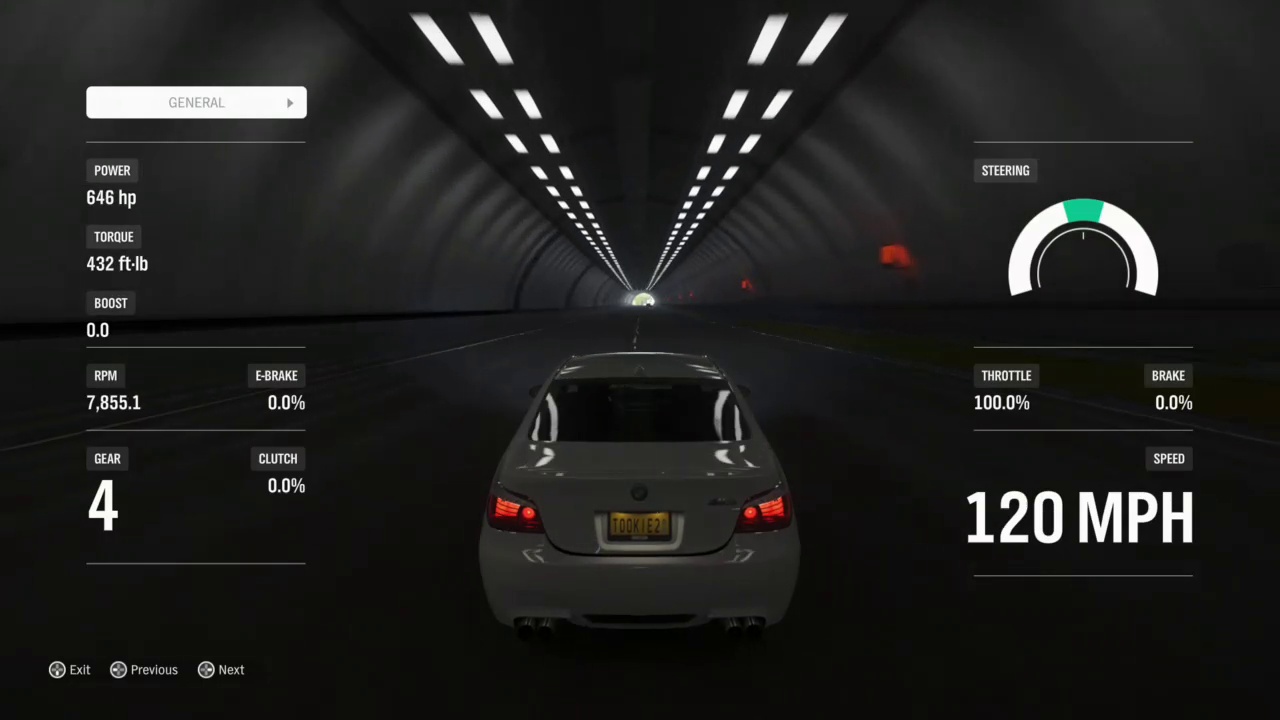 GENERAL
POWER
646 hp
TORQUE
432 ft·lb
BOOST
0.0
RPM
E-BRAKE
7,855.1
0.0%
GEAR
CLUTCH
4
0.0%
STEERING
THROTTLE
BRAKE
100.0%
0.0%
SPEED
120 MPH
TOOKIE2
Exit
Previous
Next